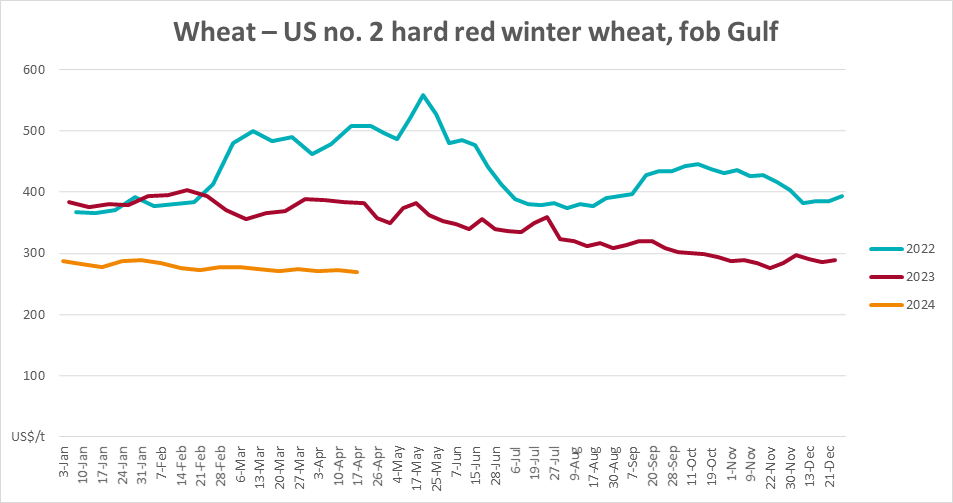 Wheat – US no. 2 hard red winter wheat, fob Gulf
600
500
400
300
200
100
US$/t
3-Jan
10-Jan
17-Jan
24-Jan
31-Jan
7-Feb
14-Feb
21-Feb
28-Feb
6-Mar
13-Mar
20-Mar
27-Mar
3-Apr
10-Apr
17-Apr
26-Apr
4-May
17-May
25-May
7-Jun
15-Jun
28-Jun
6-Jul
19-Jul
27-Jul
9-Aug
17-Aug
30-Aug
7-Sep
20-Sep
28-Sep
11-Oct
19-Oct
1-Nov
9-Nov
22-Nov
30-Nov
13-Dec
21-Dec
2022
2023
2024